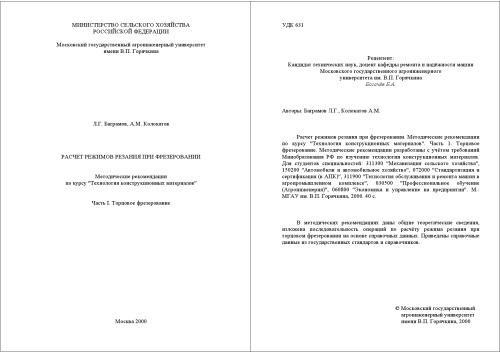 МИНИСТЕРСТВО СЕЛЬСКОГО ХОЗЯЙСТВА
РОССИЙСКОЙ ФЕДЕРАЦИИ
Московский государственный агроинженерный университет
имени В.П. Горячкина
Л.Г. Баграмов, А.М. Колокатов
РАСЧЕТ РЕЖИМОВ РЕЗАНИЯ ПРИ ФРЕЗЕРОВАНИИ
Методические рекомендации
по курсу "Технология конструкционных материалов"
Часть I. Торцовое фрезерование
Москва 2000
УДК 631
Рецензент:
Кандидат технических наук, доцент кафедры ремонта и надёжности машин
Московского государственного агроинженерного
университета им. В.П. Горячкина
Авторы: Баграмов Л.Г., Колокатов А.М.
Расчет режимов резания при фрезеровании. Методические рекомендации
по курсу "Технология конструкционных материалов". Часть 1. Торцовое
фрезерование. Методические рекомендации разработаны с учётом требований
Минобразования РФ по изучению технологии конструкционных материалов.
Для студентов специальностей: 311300 "Механизация сельского хозяйства",
150200 "Автомобили и автомобильное хозяйство", 072000 "Стандартизация и
сертификация (в АПК)", 311900 "Технология обслуживания и ремонта машин в
агропромышленном комплексе", 030500 "Профессиональное обучение
(Агроинженерия)", 060800 "Экономика и управление на предприятии". М.:
МГАУ им. В.П. Горячкина, 2000. 40 с.
В методических рекомендациях даны общие теоретические сведения,
изложена последовательность операций по расчёту режима резания при
торцовом фрезеровании на основе справочных данных. Приведены справочные
данные из государственных стандартов и справочников.
© Московский государственный
агроинженерный университет
имени В.П. Горячкина, 2000